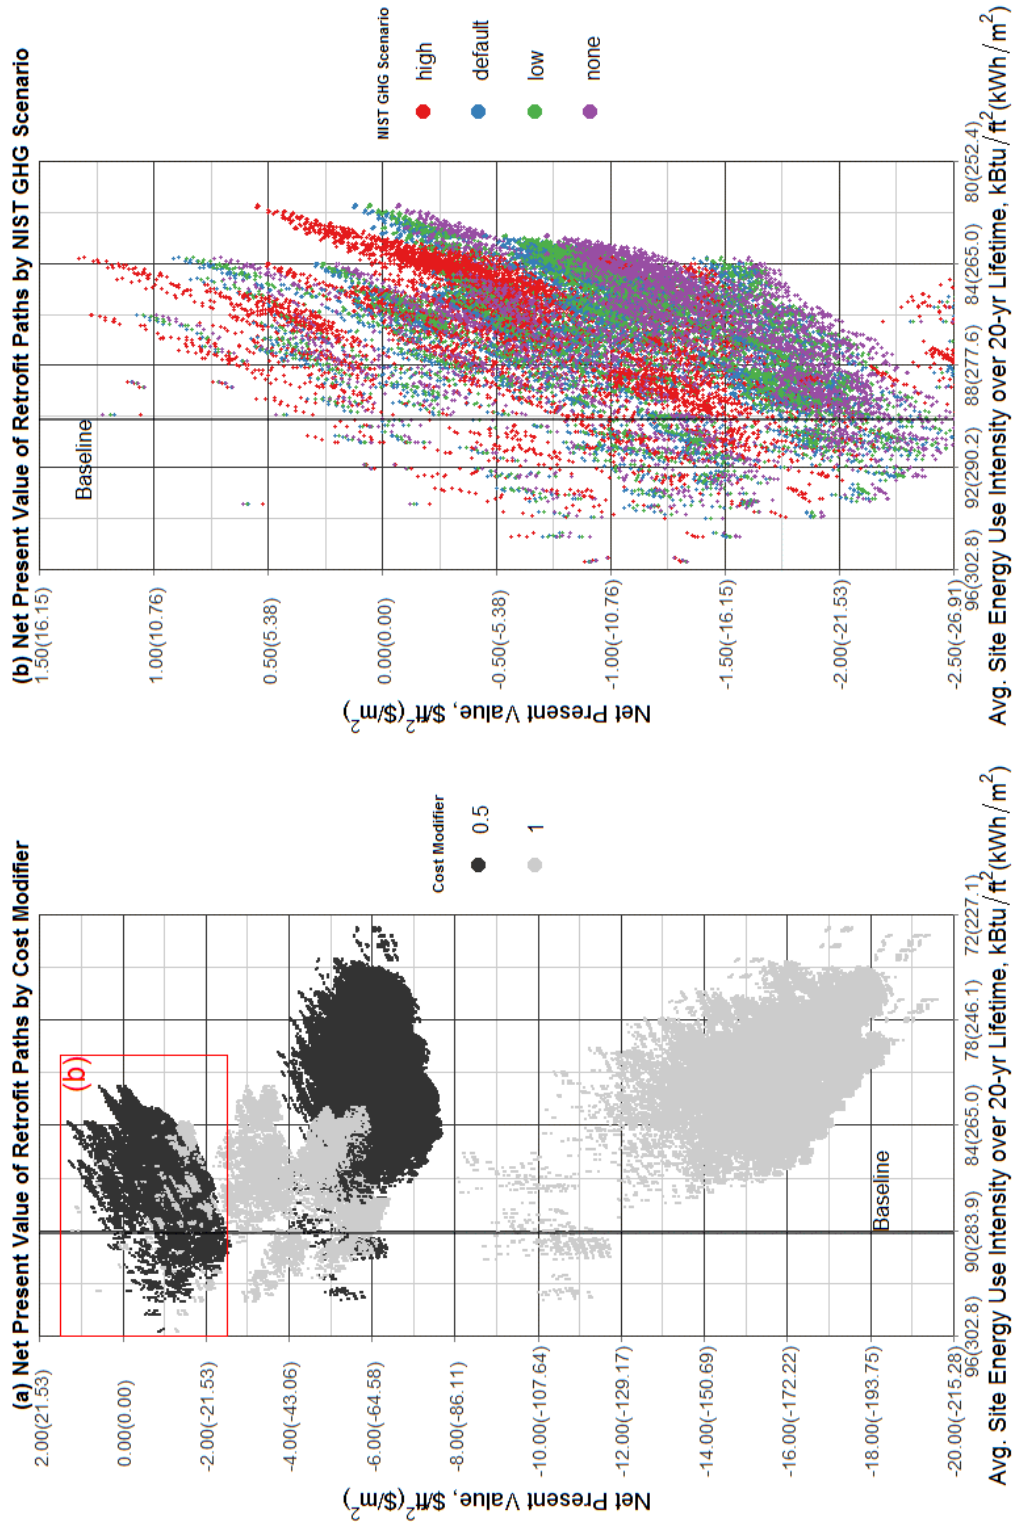 (a) Net Present Value of Retrofit Paths by Cost Modifier
Net Present Value, $/ft²($/m²)
2.00(21.53)
0.00(0.00)
-2.00(-21.53)
-4.00(-43.06)
-6.00(-64.58)
-8.00(-86.11)
-10.00(-107.64)
-12.00(-129.17)
-14.00(-150.69)
-16.00(-172.22)
-18.00(-193.75)
-20.00(-215.28)
96(302.8)
90(283.9)
84(265.0)
78(246.1)
72(227.1)
Avg. Site Energy Use Intensity over 20-yr Lifetime, kBtu/ft²(kWh/m²)
(b)
Baseline
Cost Modifier
0.5
1
(b) Net Present Value of Retrofit Paths by NIST GHG Scenario
Net Present Value, $/ft²($/m²)
1.50(16.15)
1.00(10.76)
0.50(5.38)
0.00(0.00)
-0.50(-5.38)
-1.00(-10.76)
-1.50(-16.15)
-2.00(-21.53)
-2.50(-26.91)
96(302.8)
92(290.2)
88(277.6)
84(265.0)
80(252.4)
Avg. Site Energy Use Intensity over 20-yr Lifetime, kBtu/ft²(kWh/m²)
Baseline
NIST GHG Scenario
high
default
low
none